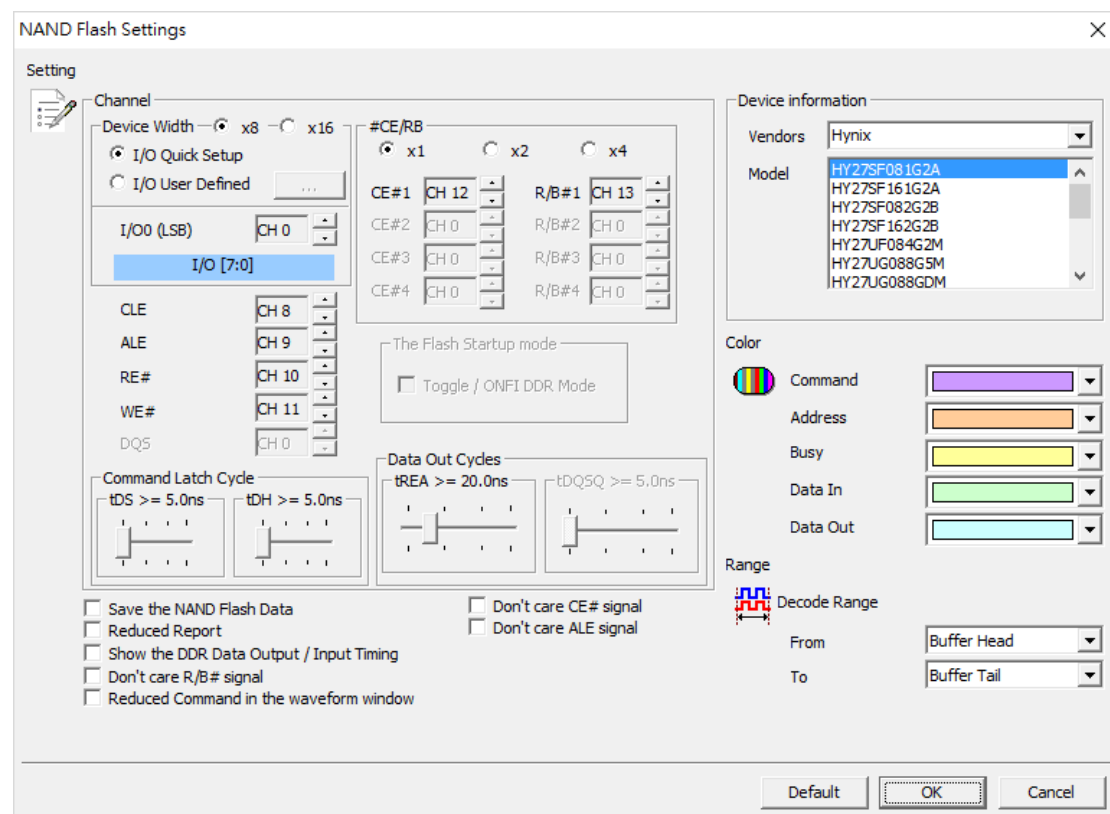 NAND Flash Settings
Setting
Channel
Device Width x8 x16
I/O Quick Setup
I/O User Defined ...
I/O0 (LSB) CH 0
I/O [7:0]
CLE CH 8
ALE CH 9
RE# CH 10
WE# CH 11
DQS CH 0
#CE/RB
x1 x2 x4
CE#1 CH 12 R/B#1 CH 13
CE#2 CH 0 R/B#2 CH 0
CE#3 CH 0 R/B#3 CH 0
CE#4 CH 0 R/B#4 CH 0
The Flash Startup mode
Toggle / ONFI DDR Mode
Command Latch Cycle
tDS >= 5.0ns tDH >= 5.0ns
Data Out Cycles
tREA >= 20.0ns tDQSQ >= 5.0ns
Save the NAND Flash Data
Reduced Report
Show the DDR Data Output / Input Timing
Don't care R/B# signal
Reduced Command in the waveform window
Don't care CE# signal
Don't care ALE signal
Device information
Vendors Hynix
Model HY27SF081G2A
HY27SF161G2A
HY27SF082G2B
HY27SF162G2B
HY27UF084G2M
HY27UG088G5M
HY27UG088GDM
Color
Command
Address
Busy
Data In
Data Out
Range
Decode Range
From Buffer Head
To Buffer Tail
Default OK Cancel